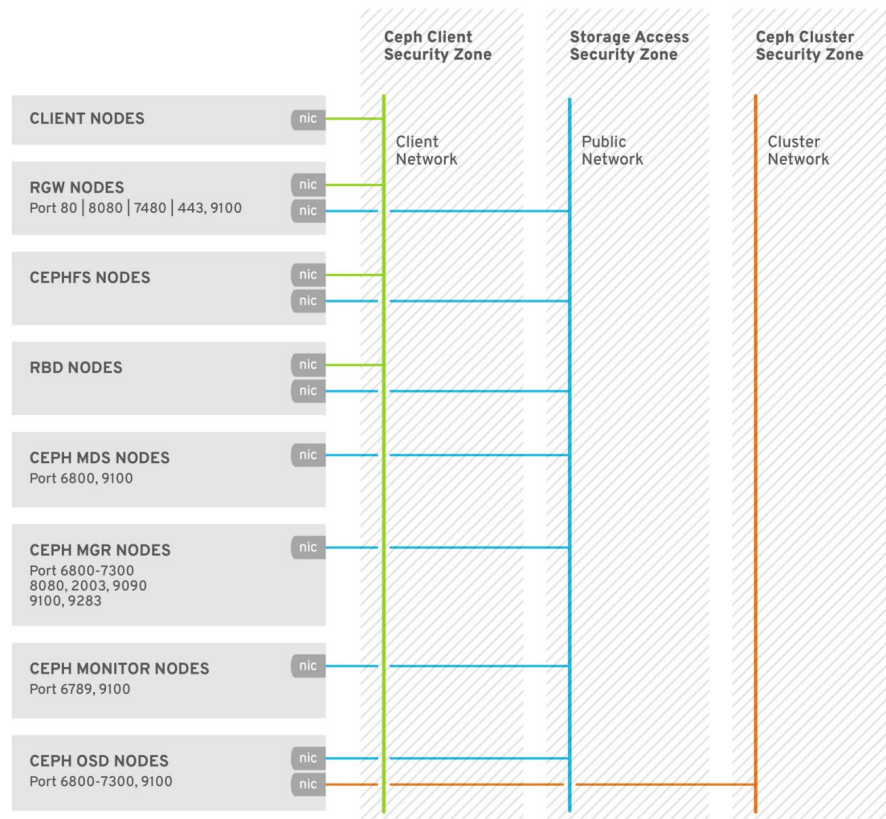 Ceph Client
Security Zone
Storage Access
Security Zone
Ceph Cluster
Security Zone
CLIENT NODES
nic
Client
Network
Public
Network
Cluster
Network
RGW NODES
Port 80 | 8080 | 7480 | 443, 9100
nic
nic
CEPHFS NODES
nic
nic
RBD NODES
nic
nic
CEPH MDS NODES
Port 6800, 9100
nic
CEPH MGR NODES
Port 6800-7300
8080, 2003, 9090
9100, 9283
nic
CEPH MONITOR NODES
Port 6789, 9100
nic
CEPH OSD NODES
Port 6800-7300, 9100
nic
nic